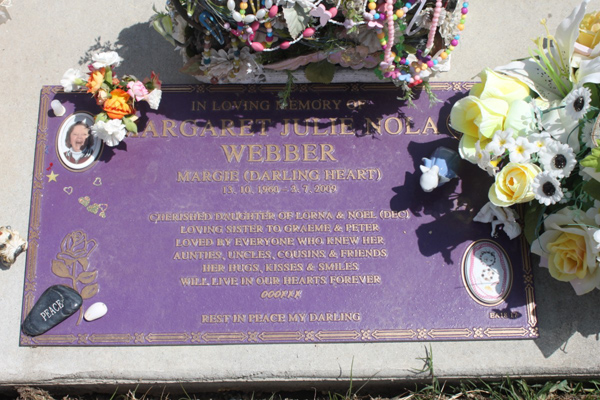 IN LOVING MEMORY OF
MARGARET JULIE NOLA
WEBBER
MARGIE (DARLING HEART)
CHERISHED DAUGHTER OF LORNA & NOEL (DEC)
LOVING SISTER TO GRAEME & PETER
LOVED BY EVERYONE WHO KNEW HER
AUNTIES, UNCLES, COUSINS & FRIENDS
HER HUGS, KISSES & SMILES
WILL LIVE IN OUR HEARTS FOREVER
REST IN PEACE MY DARLING
PEACE